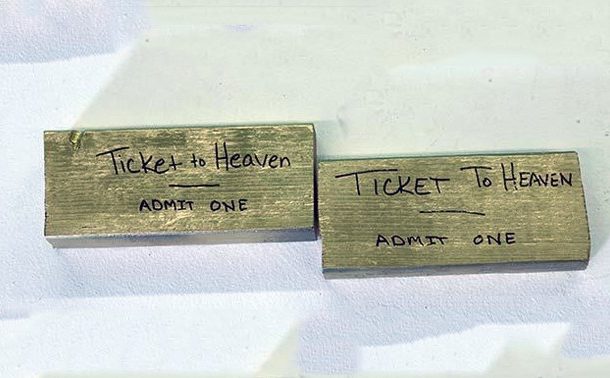 Ticket to Heaven
ADMIT ONE
TICKET TO HEAVEN
ADMIT ONE